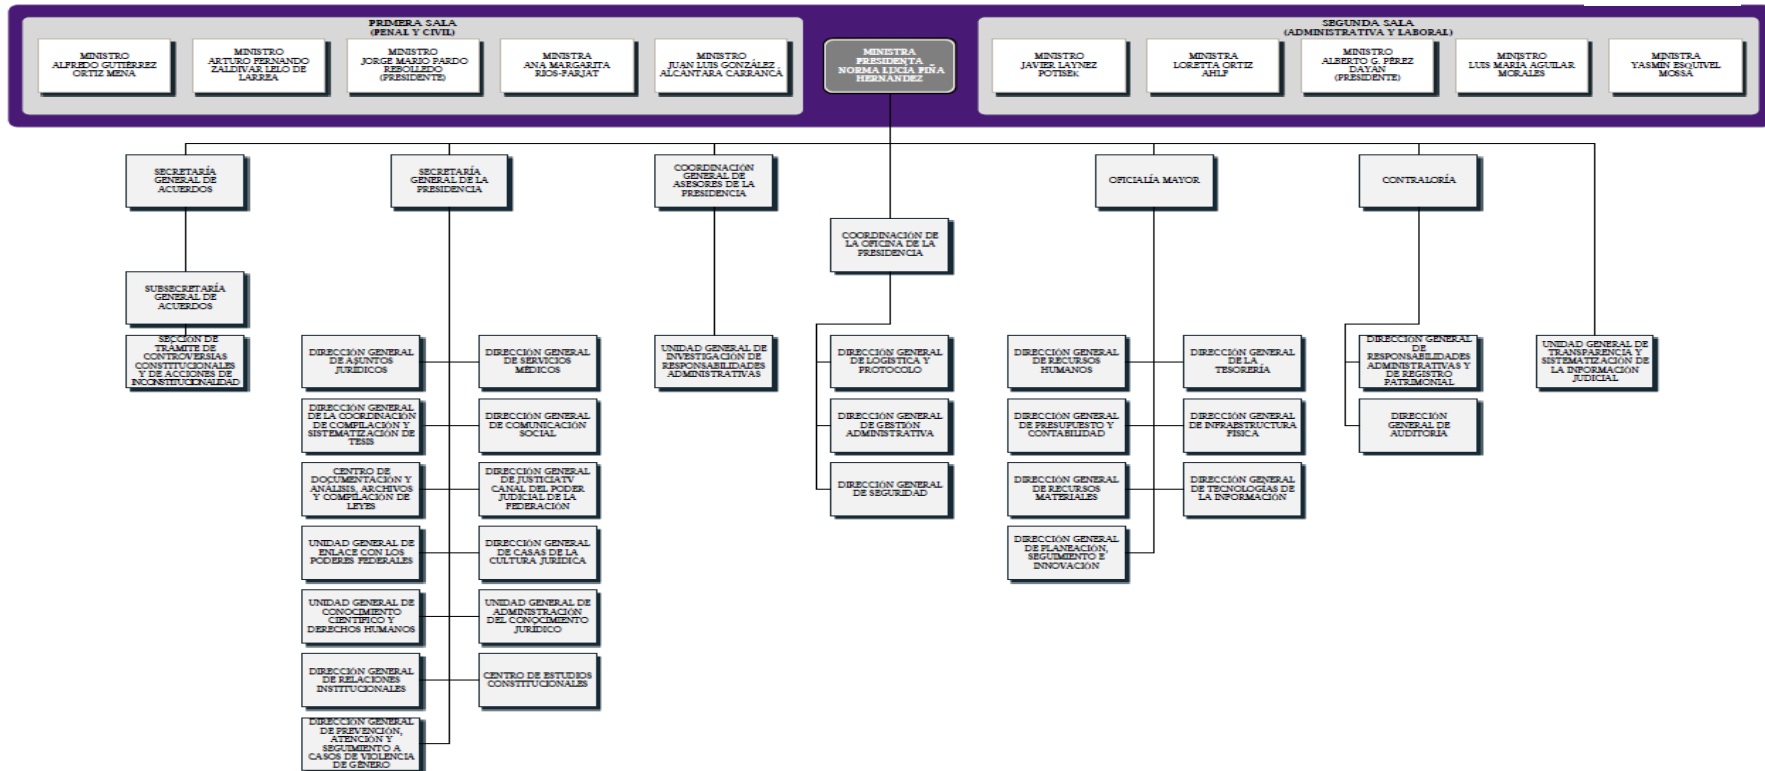 PRIMERA SALA
(PENAL Y CIVIL)
MINISTRO
ALFREDO GUTIÉRREZ
ORTIZ MENA
MINISTRO
ARTURO FERNANDO
ZALDIVAR LELO DE
LARREA
MINISTRO
JORGE MARIO PARDO
REBOLLEDO
(PRESIDENTE)
MINISTRA
ANA MARGARITA
RIOS-FARJAT
MINISTRO
JUAN LUIS GONZÁLEZ
ALCANTARA CARRANCÁ
MINISTRA
PRESIDENTA
NORMA LUCÍA PIÑA
HERNÁNDEZ
SEGUNDA SALA
(ADMINISTRATIVA Y LABORAL)
MINISTRO
JAVIER LAYNEZ
POTISEK
MINISTRA
LORETTA ORTIZ
AHLF
MINISTRO
ALBERTO G. PÉREZ
DAYÁN
(PRESIDENTE)
MINISTRO
LUIS MARIA AGUILAR
MORALES
MINISTRA
YASMIN ESQUIVEL
MOSSA
SECRETARÍA
GENERAL DE
ACUERDOS
SECRETARÍA
GENERAL DE LA
PRESIDENCIA
COORDINACIÓN
GENERAL DE
ASESORES DE LA
PRESIDENCIA
OFICIALÍA MAYOR
CONTRALORÍA
COORDINACIÓN DE
LA OFICINA DE LA
PRESIDENCIA
SUBSECRETARÍA
GENERAL DE
ACUERDOS
SECCIÓN DE
TRÁMITE DE
CONTROVERSIAS
CONSTITUCIONALES
Y DE ACCIONES DE
INCONSTITUCIONALIDAD
DIRECCIÓN GENERAL
DE ASUNTOS
JURÍDICOS
DIRECCIÓN GENERAL
DE SERVICIOS
MÉDICOS
UNIDAD GENERAL DE
INVESTIGACIÓN DE
RESPONSABILIDADES
ADMINISTRATIVAS
DIRECCIÓN GENERAL
DE LOGÍSTICA Y
PROTOCOLO
DIRECCIÓN GENERAL
DE RECURSOS
HUMANOS
DIRECCIÓN GENERAL
DE LA
TESORERÍA
DIRECCIÓN GENERAL
DE
RESPONSABILIDADES
ADMINISTRATIVAS Y
DE REGISTRO
PATRIMONIAL
UNIDAD GENERAL DE
TRANSPARENCIA Y
SISTEMATIZACIÓN DE
LA INFORMACIÓN
JUDICIAL
DIRECCIÓN GENERAL
DE LA COORDINACIÓN
DE COMPILACIÓN Y
SISTEMATIZACIÓN DE
TESIS
DIRECCIÓN GENERAL
DE COMUNICACIÓN
SOCIAL
DIRECCIÓN GENERAL
DE GESTIÓN
ADMINISTRATIVA
DIRECCIÓN GENERAL
DE PRESUPUESTO Y
CONTABILIDAD
DIRECCIÓN GENERAL
DE INFRAESTRUCTURA
FÍSICA
DIRECCIÓN
GENERAL DE
AUDITORÍA
CENTRO DE
DOCUMENTACIÓN Y
ANÁLISIS, ARCHIVOS
Y COMPILACIÓN DE
LEYES
DIRECCIÓN GENERAL
DE JUSTICIATV
CANAL DEL PODER
JUDICIAL DE LA
FEDERACIÓN
DIRECCIÓN GENERAL
DE SEGURIDAD
DIRECCIÓN GENERAL
DE RECURSOS
MATERIALES
DIRECCIÓN GENERAL
DE TECNOLOGÍAS DE
LA INFORMACIÓN
UNIDAD GENERAL DE
ENLACE CON LOS
PODERES FEDERALES
DIRECCIÓN GENERAL
DE CASAS DE LA
CULTURA JURÍDICA
DIRECCIÓN GENERAL
DE PLANEACIÓN,
SEGUIMIENTO E
INNOVACIÓN
UNIDAD GENERAL DE
CONOCIMIENTO
CIENTÍFICO Y
DERECHOS HUMANOS
UNIDAD GENERAL DE
ADMINISTRACIÓN
DEL CONOCIMIENTO
JURÍDICO
DIRECCIÓN GENERAL
DE RELACIONES
INSTITUCIONALES
CENTRO DE ESTUDIOS
CONSTITUCIONALES
DIRECCIÓN GENERAL
DE PREVENCIÓN,
ATENCIÓN Y
SEGUIMIENTO A
CASOS DE VIOLENCIA
DE GÉNERO